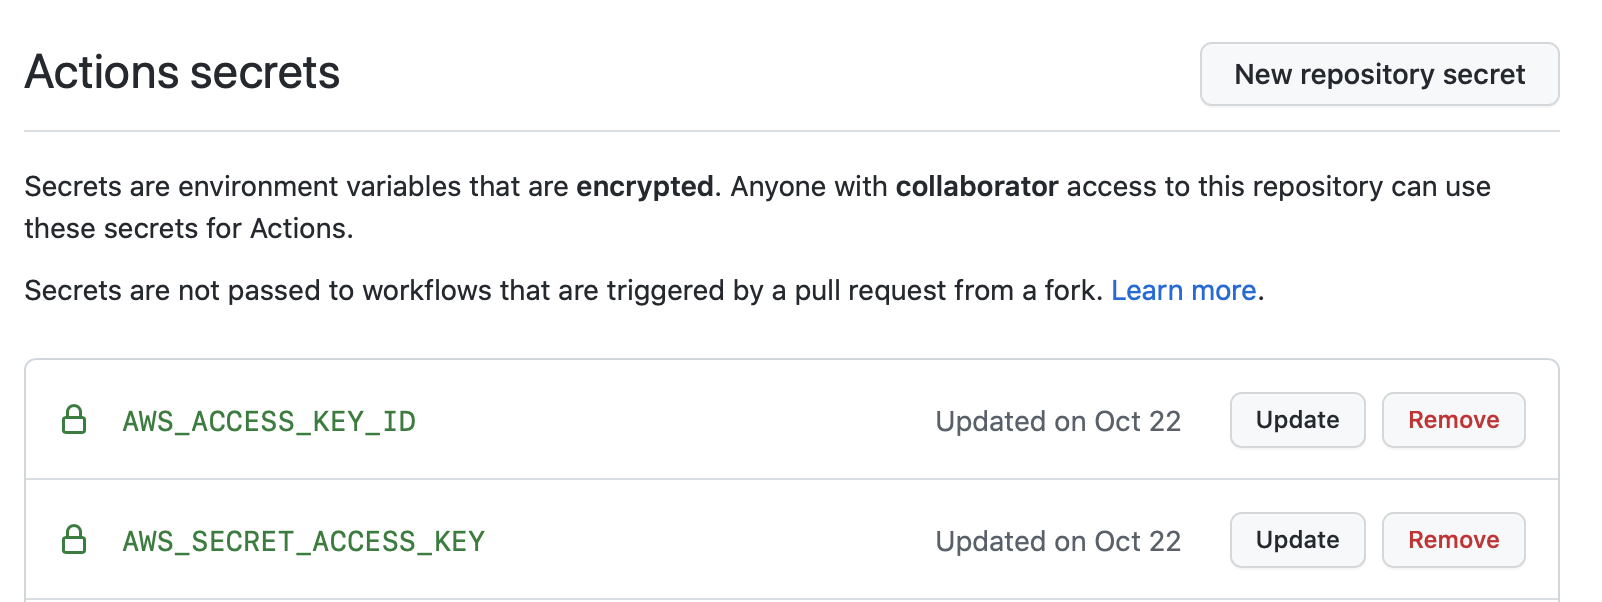 Actions secrets
New repository secret
Secrets are environment variables that are encrypted. Anyone with collaborator access to this repository can use
these secrets for Actions.
Secrets are not passed to workflows that are triggered by a pull request from a fork. Learn more.
AWS_ACCESS_KEY_ID Updated on Oct 22 Update Remove
AWS_SECRET_ACCESS_KEY Updated on Oct 22 Update Remove